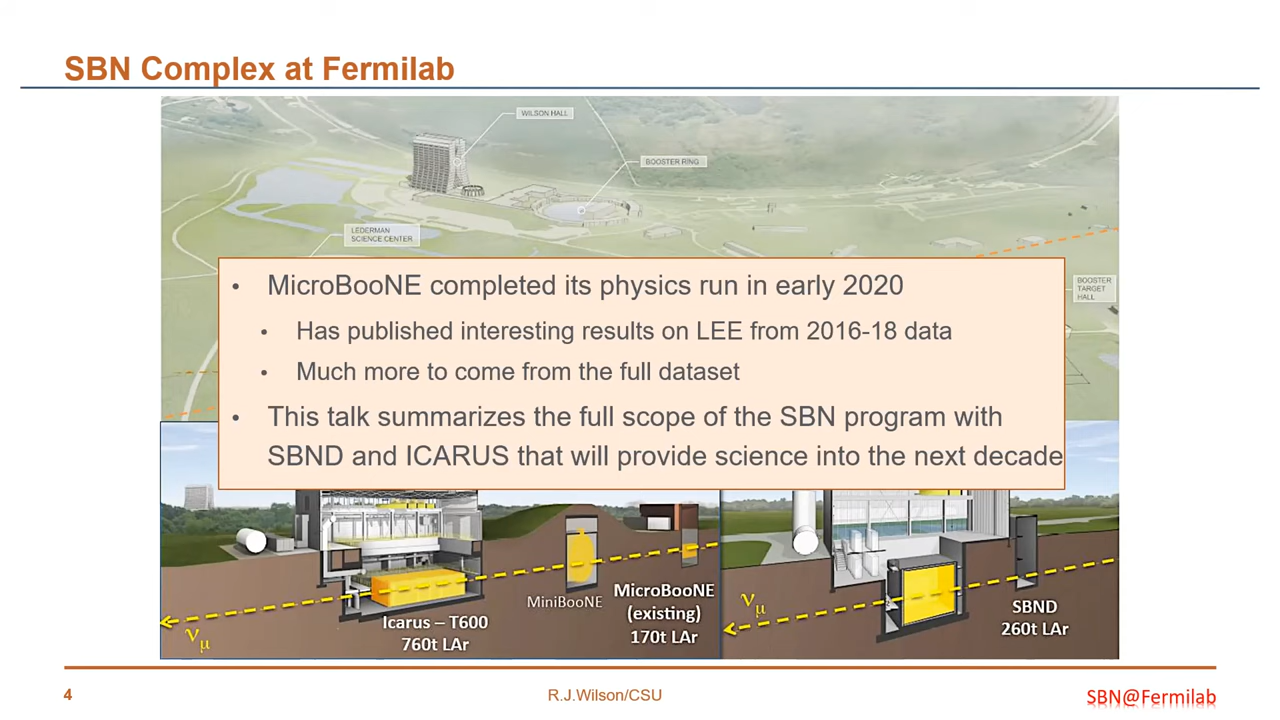 SBN Complex at Fermilab
WILSON HALL
BOOSTER RING
LEDERMAN
SCIENCE CENTER
BOOSTER
TARGET
HALL
• MicroBooNE completed its physics run in early 2020
• Has published interesting results on LEE from 2016-18 data
• Much more to come from the full dataset
• This talk summarizes the full scope of the SBN program with
SBND and ICARUS that will provide science into the next decade
νμ
Icarus – T600
760t LAr
MiniBooNE
MicroBooNE
(existing)
170t LAr
νμ
SBND
260t LAr
4
R.J.Wilson/CSU
SBN@Fermilab